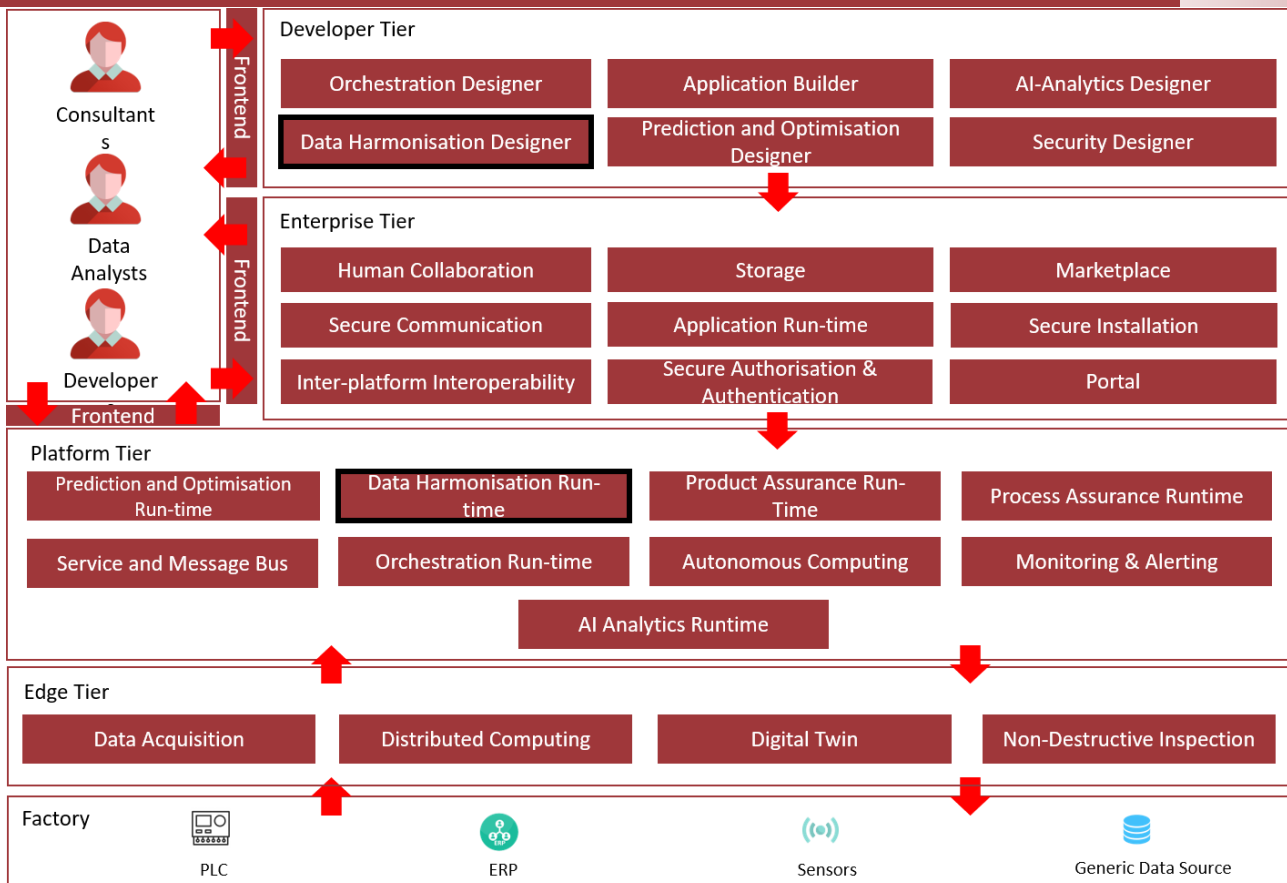 Consultant
s
Data
Analysts
Developer
Frontend
Frontend
Frontend
Developer Tier
Orchestration Designer
Application Builder
AI-Analytics Designer
Data Harmonisation Designer
Prediction and Optimisation
Designer
Security Designer
Enterprise Tier
Human Collaboration
Storage
Marketplace
Secure Communication
Application Run-time
Secure Installation
Inter-platform Interoperability
Secure Authorisation &
Authentication
Portal
Platform Tier
Prediction and Optimisation
Run-time
Data Harmonisation Run-
time
Product Assurance Run-
Time
Process Assurance Runtime
Service and Message Bus
Orchestration Run-time
Autonomous Computing
Monitoring & Alerting
AI Analytics Runtime
Edge Tier
Data Acquisition
Distributed Computing
Digital Twin
Non-Destructive Inspection
Factory
PLC
ERP
ERP
Sensors
Generic Data Source